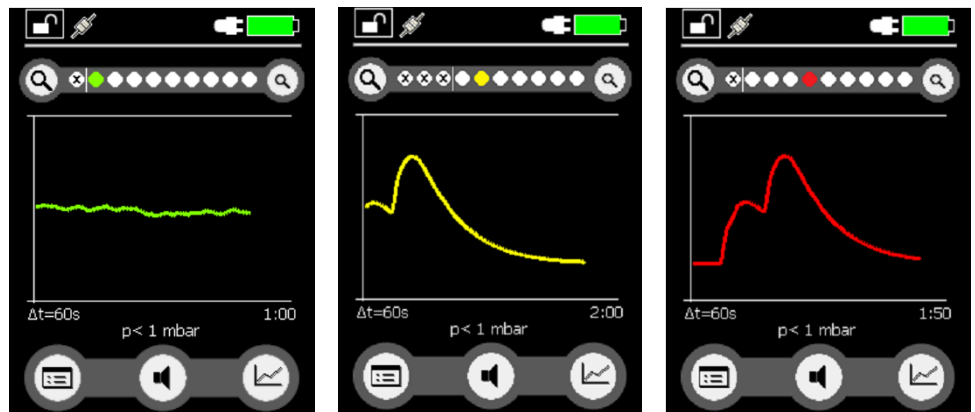 Δt=60s 1:00
p< 1 mbar
Δt=60s 2:00
p< 1 mbar
Δt=60s 1:50
p< 1 mbar